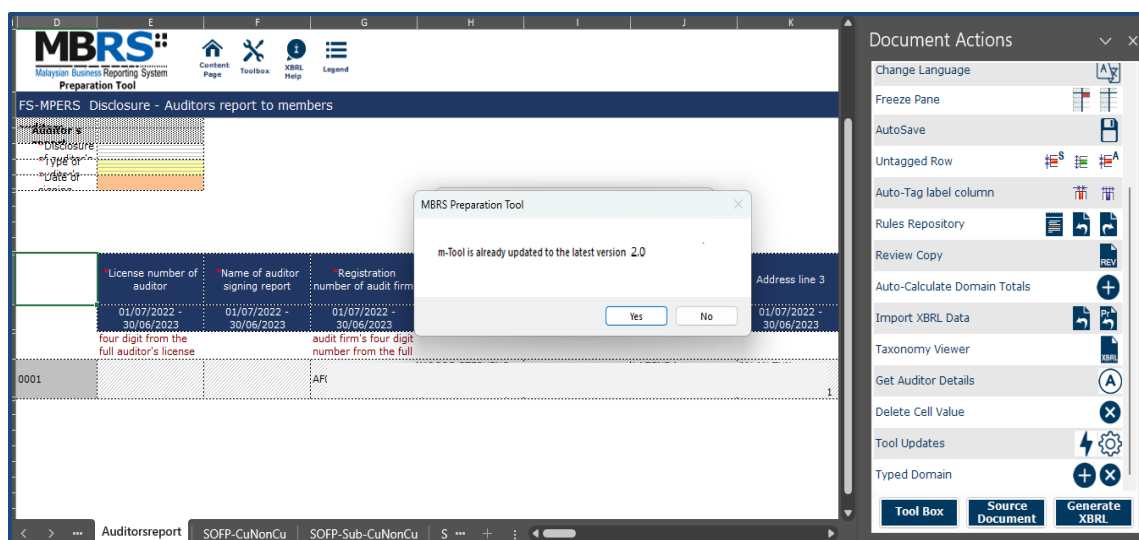 D E F G H I J K
MBRS
Malaysian Business Reporting System
Preparation Tool
Content
Page
Toolbox
XBRL
Help
Legend
FS-MPERS Disclosure - Auditors report to members
Auditor's
*Disclosure
*Type of
*Date of
*License number of
auditor
*Name of auditor
signing report
*Registration
number of audit firm
Address line 3
01/07/2022 -
30/06/2023
01/07/2022 -
30/06/2023
01/07/2022 -
30/06/2023
01/07/2022 -
30/06/2023
four digit from the
full auditor's license
audit firm's four digit
number from the full
0001
AF(
1
MBRS Preparation Tool
m-Tool is already updated to the latest version 2.0
Yes
No
Auditorsreport
SOFP-CuNonCu
SOFP-Sub-CuNonCu
S ...
Document Actions
Change Language
Freeze Pane
AutoSave
Untagged Row
S
A
Auto-Tag label column
Rules Repository
Review Copy
REV
Auto-Calculate Domain Totals
Import XBRL Data
Pr
Taxonomy Viewer
XBRL
Get Auditor Details
A
Delete Cell Value
Tool Updates
Typed Domain
Tool Box
Source
Document
Generate
XBRL